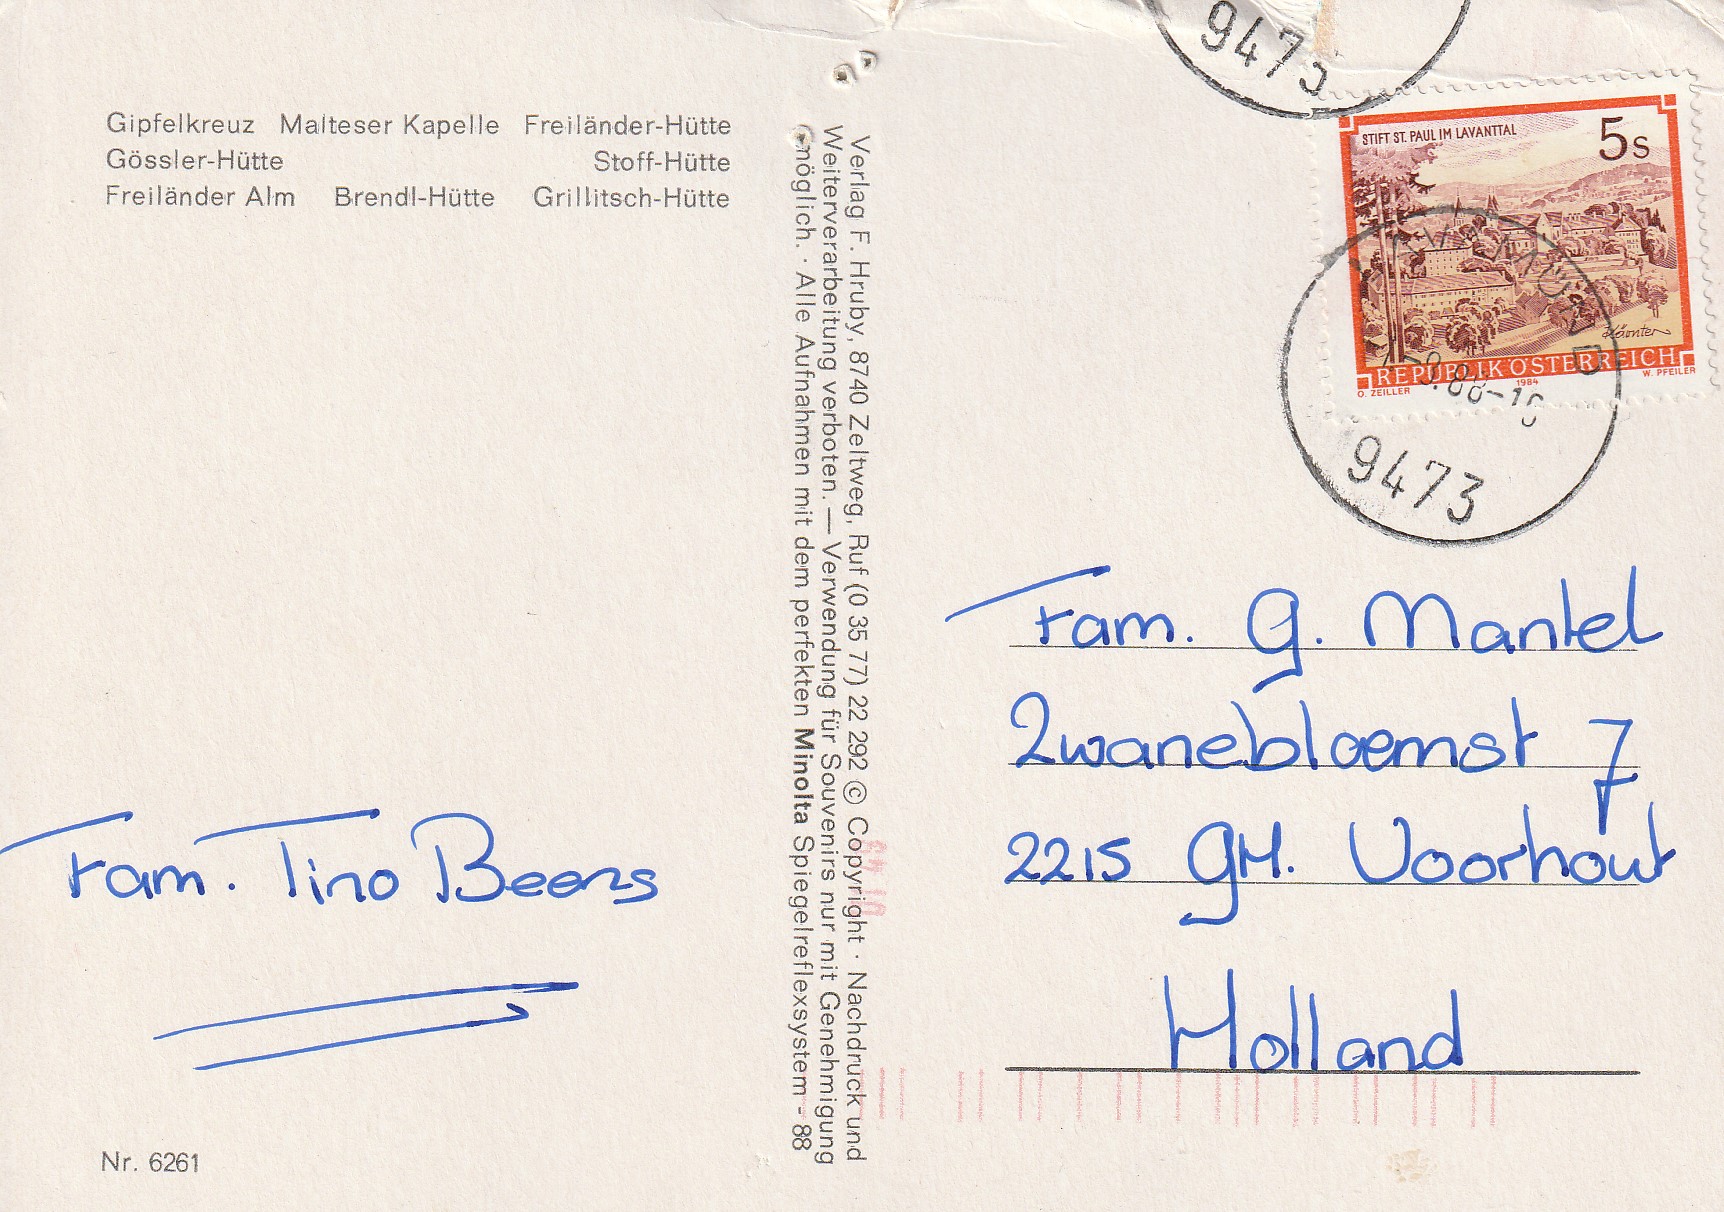 Gipfelkreuz Malteser Kapelle Freiländer-Hütte
Gössler-Hütte Stoff-Hütte
Freiländer Alm Brendl-Hütte Grillitsch-Hütte
Fam. Tino Beens
Nr. 6261
Verlag F. Hruby, 8740 Zeltweg, Ruf (0 35 77) 22 292 © Copyright · Nachdruck und
Weiterverarbeitung verboten. — Verwendung für Souvenirs nur mit Genehmigung
möglich. · Alle Aufnahmen mit dem perfekten Minolta Spiegelreflexsystem - 88
9473
STIFT ST. PAUL IM LAVANTTAL
5s
Kärnten
REPUBLIK ÖSTERREICH
O. ZEILLER 1984 W. PFEILER
LAVAMÜND
9473
Fam. G. Mantel
Zwanebloemst 7
2215 GH. Voorhout
Holland